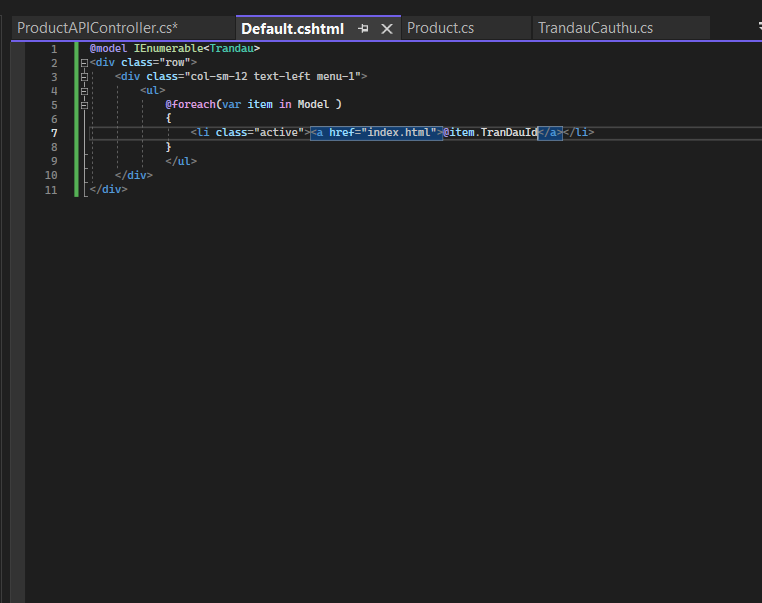 ProductAPIController.cs* Default.cshtml Product.cs TrandauCauthu.cs
1 @model IEnumerable<Trandau>
2 <div class="row">
3 <div class="col-sm-12 text-left menu-1">
4 <ul>
5 @foreach(var item in Model )
6 {
7 <li class="active"><a href="index.html">@item.TranDauId</a></li>
8 }
9 </ul>
10 </div>
11 </div>